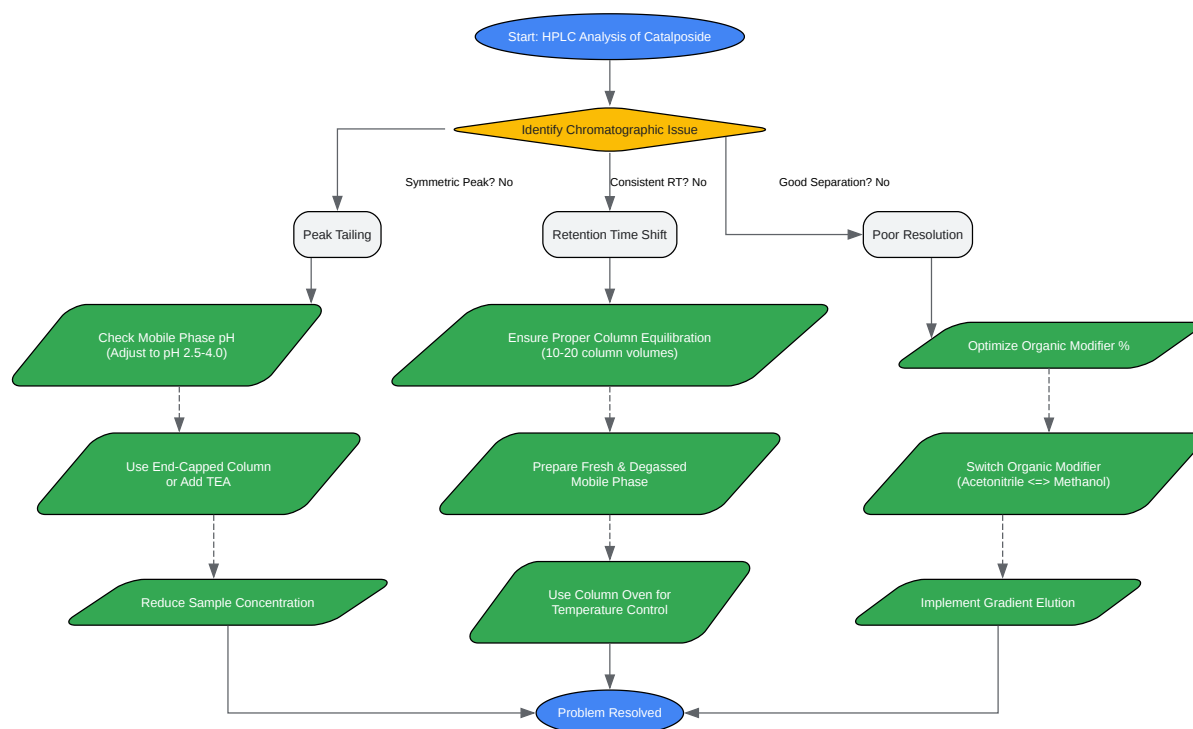 Start: HPLC Analysis of Catalposide
Identify Chromatographic Issue
Symmetric Peak? No
Consistent RT? No
Good Separation? No
Peak Tailing
Retention Time Shift
Poor Resolution
Check Mobile Phase pH
(Adjust to pH 2.5-4.0)
Ensure Proper Column Equilibration
(10-20 column volumes)
Optimize Organic Modifier %
Use End-Capped Column
or Add TEA
Prepare Fresh & Degassed
Mobile Phase
Switch Organic Modifier
(Acetonitrile <=> Methanol)
Reduce Sample Concentration
Use Column Oven for
Temperature Control
Implement Gradient Elution
Problem Resolved